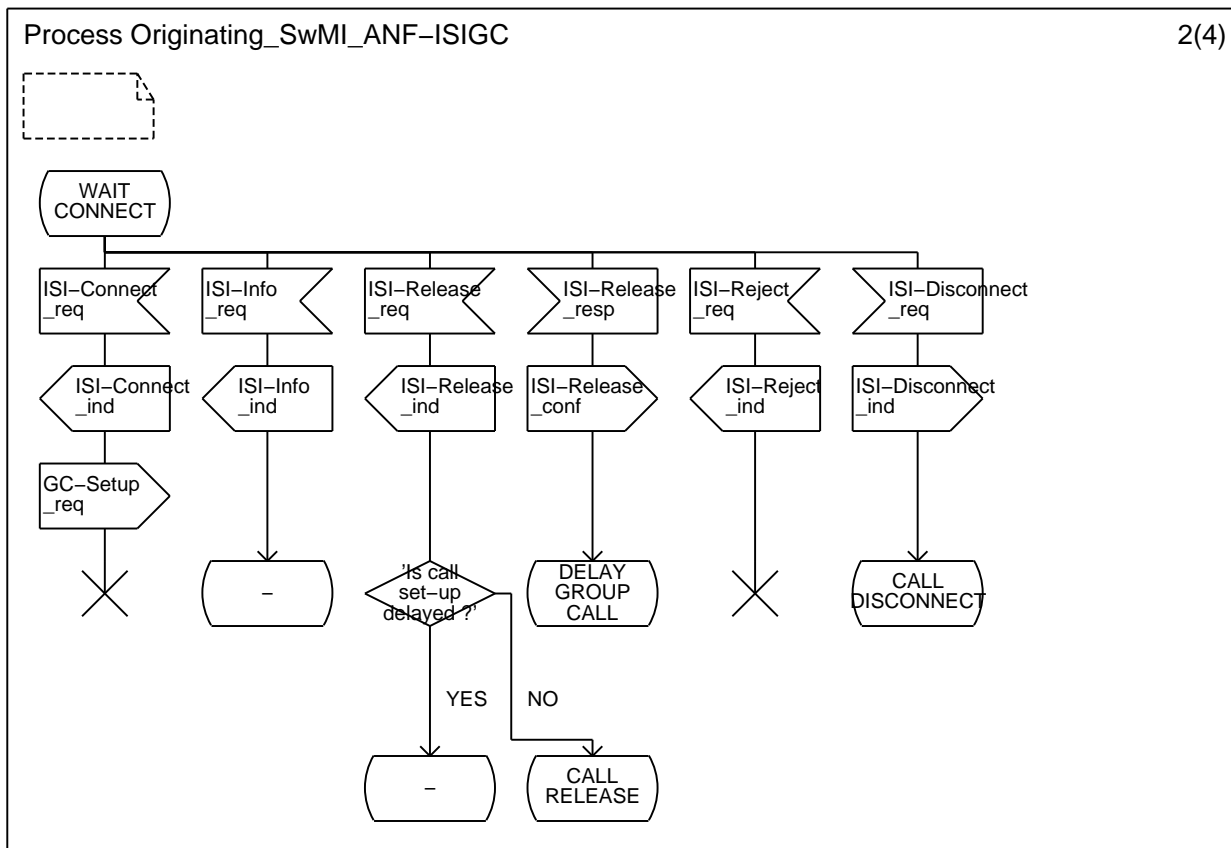 Process Originating_SwMI_ANF−ISIGC
2(4)
WAIT
CONNECT
ISI−Connect
_req
ISI−Info
_req
ISI−Release
_req
ISI−Release
_resp
ISI−Reject
_req
ISI−Disconnect
_req
ISI−Connect
_ind
ISI−Info
_ind
ISI−Release
_ind
ISI−Release
_conf
ISI−Reject
_ind
ISI−Disconnect
_ind
GC−Setup
_req
−
'Is call
set−up
delayed ?'
DELAY
GROUP
CALL
CALL
DISCONNECT
YES
NO
−
CALL
RELEASE